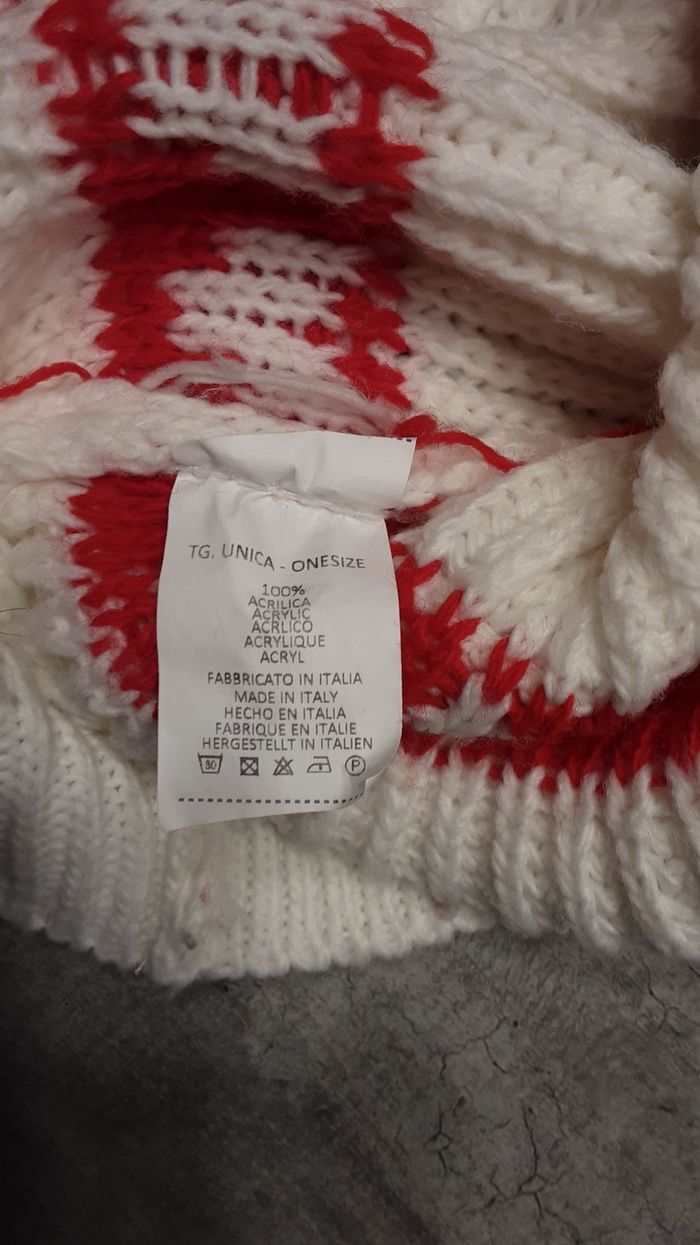 TG. UNICA - ONESIZE
100%
ACRILICA
ACRYLIC
ACRLICO
ACRYLIQUE
ACRYL
FABBRICATO IN ITALIA
MADE IN ITALY
HECHO EN ITALIA
FABRIQUE EN ITALIE
HERGESTELLT IN ITALIEN
30 P